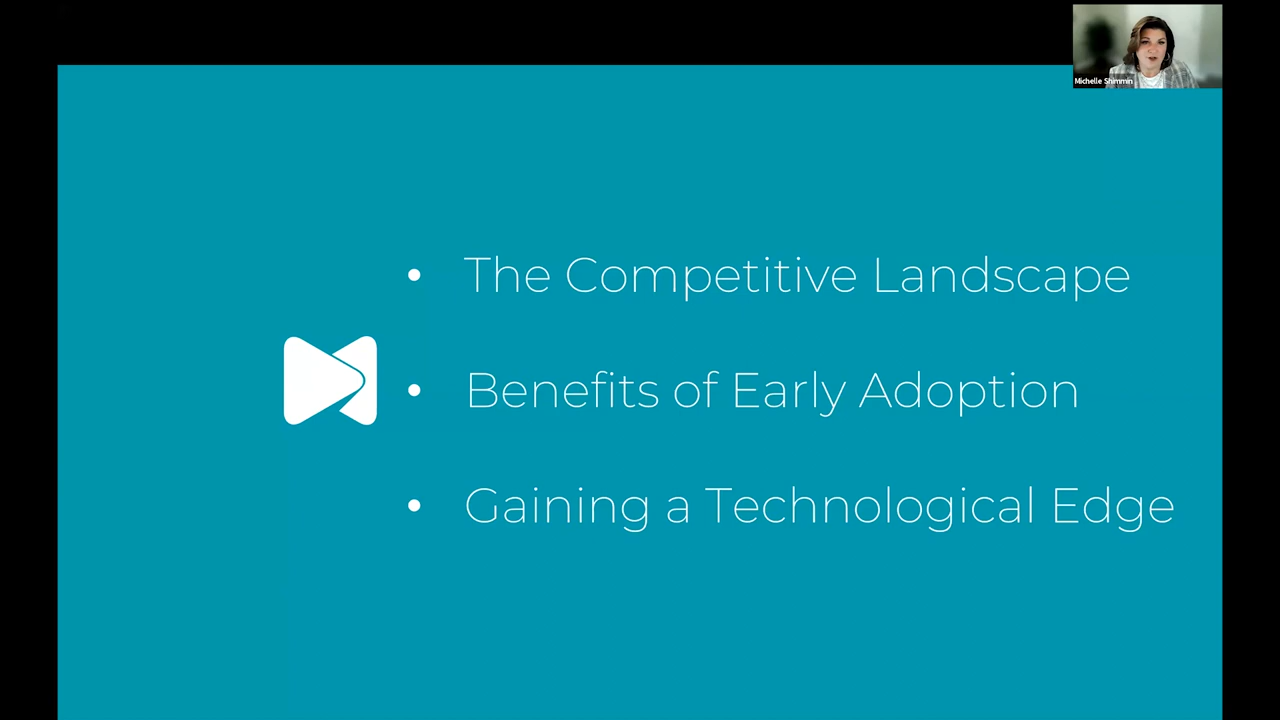 Michelle Shimmin
• The Competitive Landscape
• Benefits of Early Adoption
• Gaining a Technological Edge